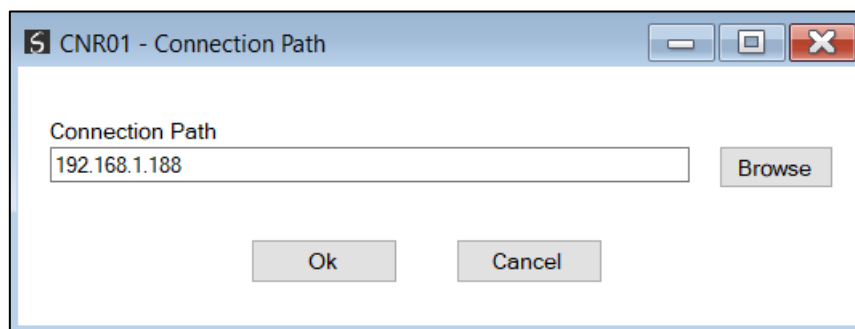 CNR01 - Connection Path
Connection Path
192.168.1.188
Browse
Ok
Cancel